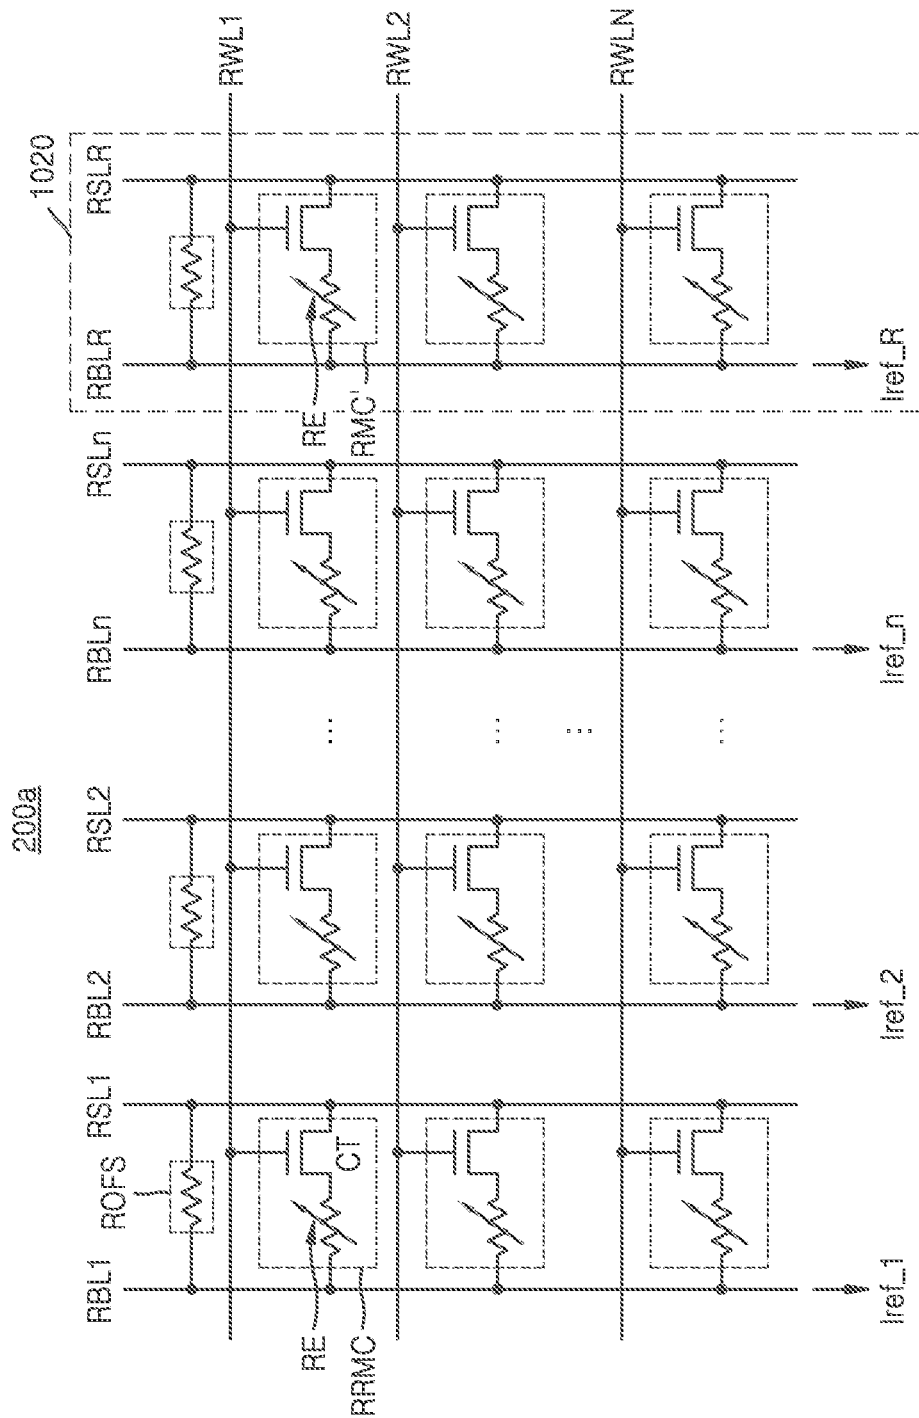 200a
1020
RBL1
RSL1
RBL2
RSL2
RBLn
RSLn
RBLR
RSLR
ROFS
RWL1
RE
CT
RE
RRMC
RMC'
RWL2
...
...
...
...
RWLN
Iref_1
Iref_2
Iref_n
Iref_R